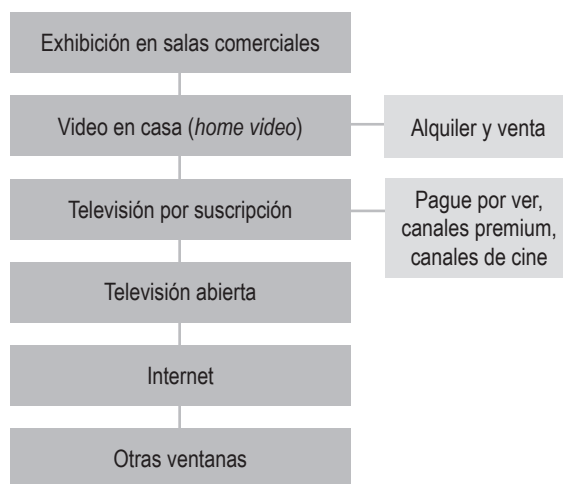 Exhibición en salas comerciales
Video en casa (home video)
Alquiler y venta
Televisión por suscripción
Pague por ver,
canales premium,
canales de cine
Televisión abierta
Internet
Otras ventanas